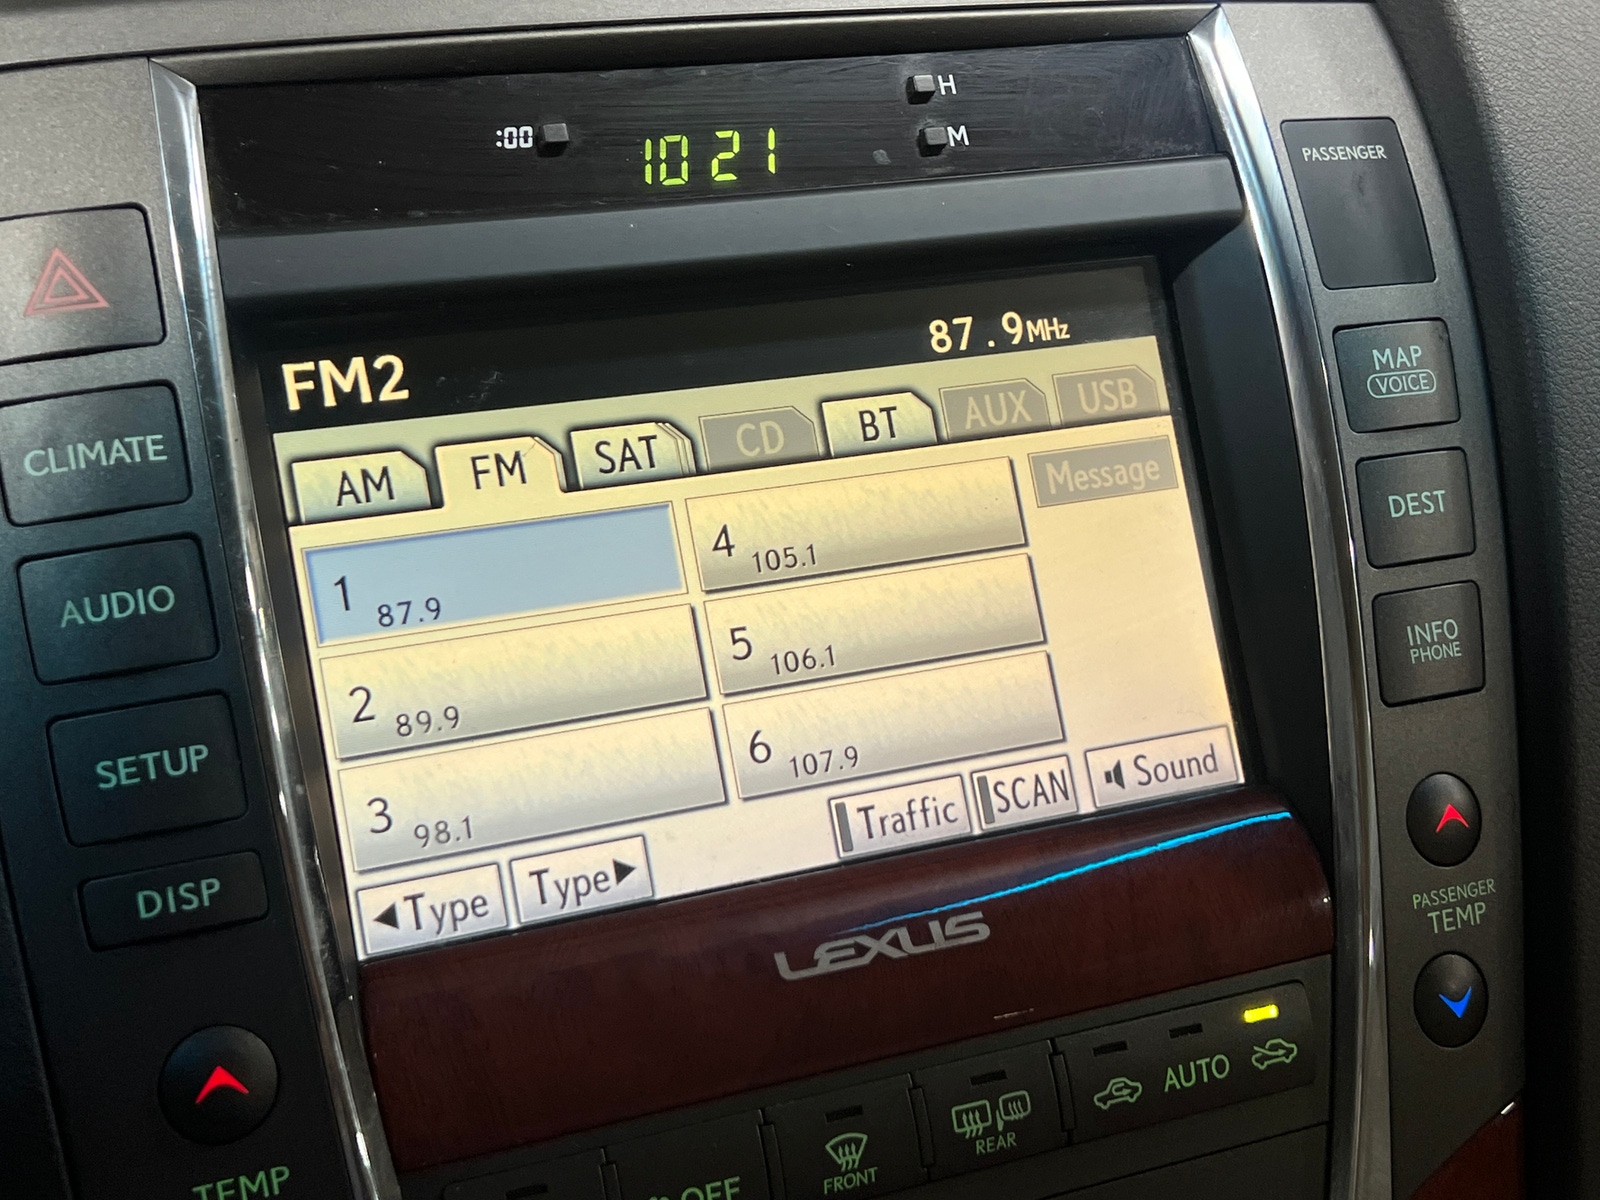 H
:00
10 21
M
PASSENGER
FM2
87.9MHz
MAP
VOICE
AM FM SAT CD BT AUX USB
CLIMATE
Message
DEST
1 87.9
4 105.1
AUDIO
2 89.9
5 106.1
INFO
PHONE
3 98.1
6 107.9
SETUP
Traffic SCAN Sound
Type Type
DISP
LEXUS
PASSENGER
TEMP
AUTO
REAR
FRONT
OFF
TEMP